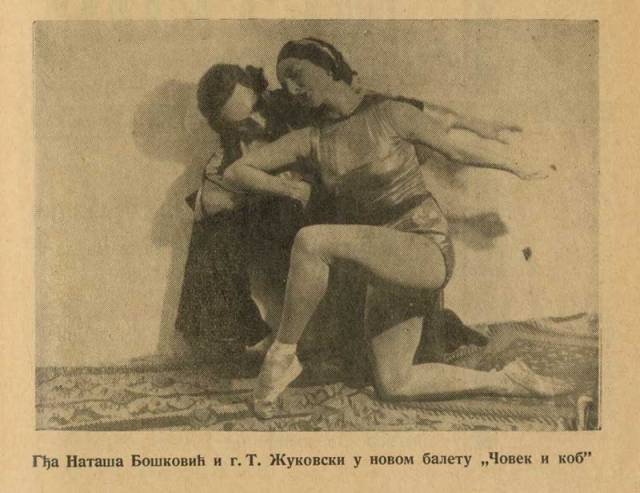 Гђа Наташа Бошковић и г. Т. Жуковски у новом балету „Човек и коб”